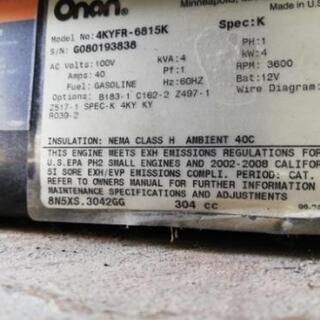 Onan Minneapolis, Made in U.S
Model No:4KYFR-6815K Spec:K
S/No: G080193838 PH:1
AC Volts:100V KVA:4 KW:4
Amps: 40 Pf:1 RPM: 3600
Fuel: GASOLINE Hz:60HZ Bat:12V
Options: B183-1 C162-2 Z497-1 Wire Diagram:
Z517-1 SPEC-K 4KY KY
R039-2
INSULATION: NEMA CLASS H AMBIENT 40C
THIS ENGINE MEETS EXH EMISSIONS REGULATIONS
U.S.EPA PH2 SMALL ENGINES AND 2002-2008 CALIFOR
SI SORE EXH/EVP EMISSIONS COMPLI. PERIOD: CAT.
REFER TO OWNER'S MANUAL FOR FURTHER INFORMATION
MAINTENANCE SPECIFICATIONS AND ADJUSTMENTS
8N5XS.3042GG 304 cc